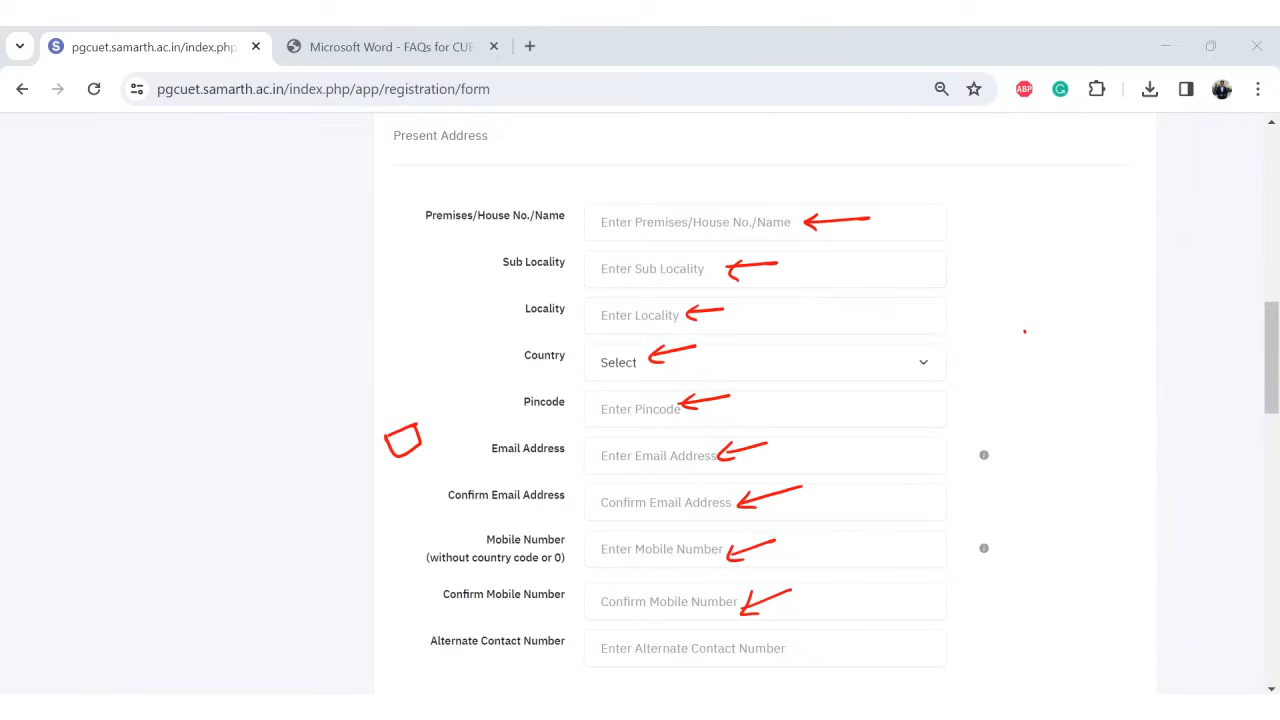 pgcuet.samarth.ac.in/index.php
Microsoft Word - FAQs for CUE
pgcuet.samarth.ac.in/index.php/app/registration/form
ABP
Present Address
Premises/House No./Name
Enter Premises/House No./Name
Sub Locality
Enter Sub Locality
Locality
Enter Locality
Country
Select
Pincode
Enter Pincode
Email Address
Enter Email Address
Confirm Email Address
Confirm Email Address
Mobile Number
(without country code or 0)
Enter Mobile Number
Confirm Mobile Number
Confirm Mobile Number
Alternate Contact Number
Enter Alternate Contact Number